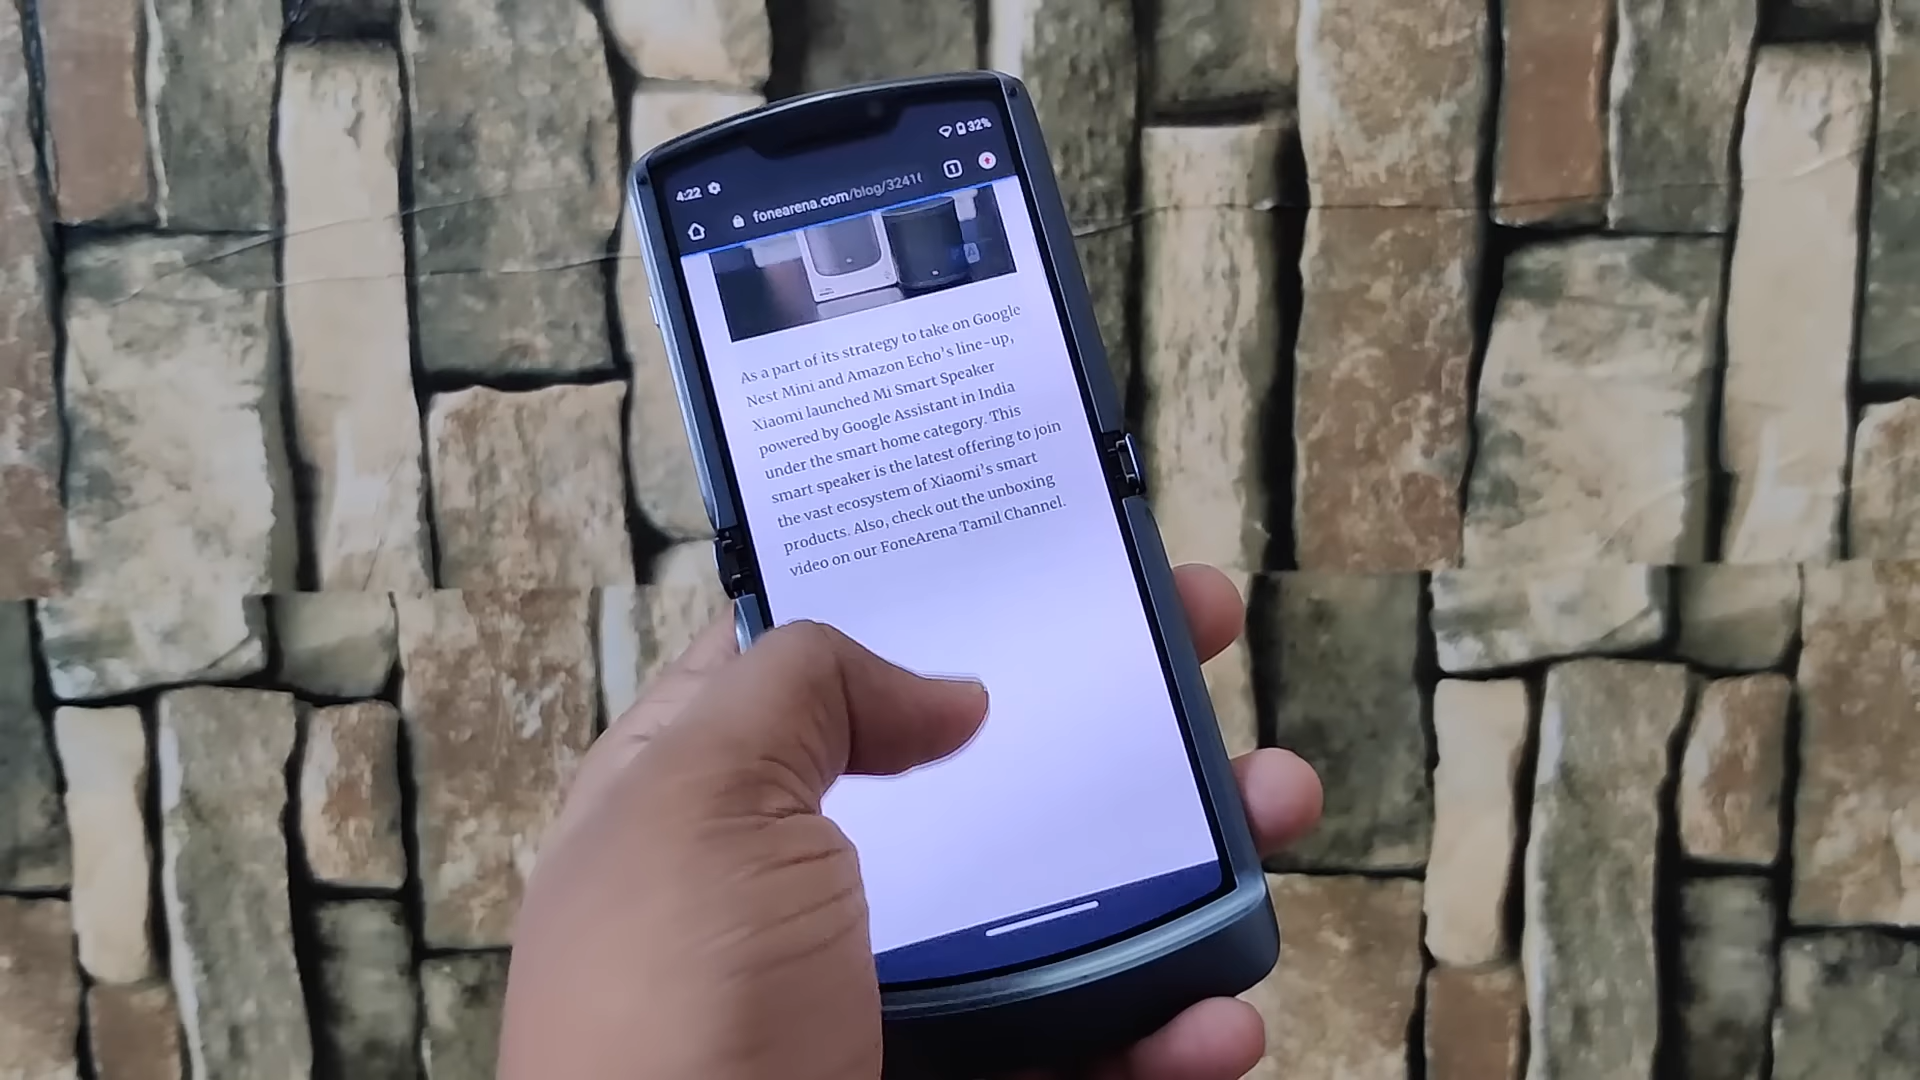 4:22
32%
fonearena.com/blog/3241
1
As a part of its strategy to take on Google
Nest Mini and Amazon Echo's line-up,
Xiaomi launched Mi Smart Speaker
powered by Google Assistant in India
under the smart home category. This
smart speaker is the latest offering to join
the vast ecosystem of Xiaomi's smart
products. Also, check out the unboxing
video on our FoneArena Tamil Channel.